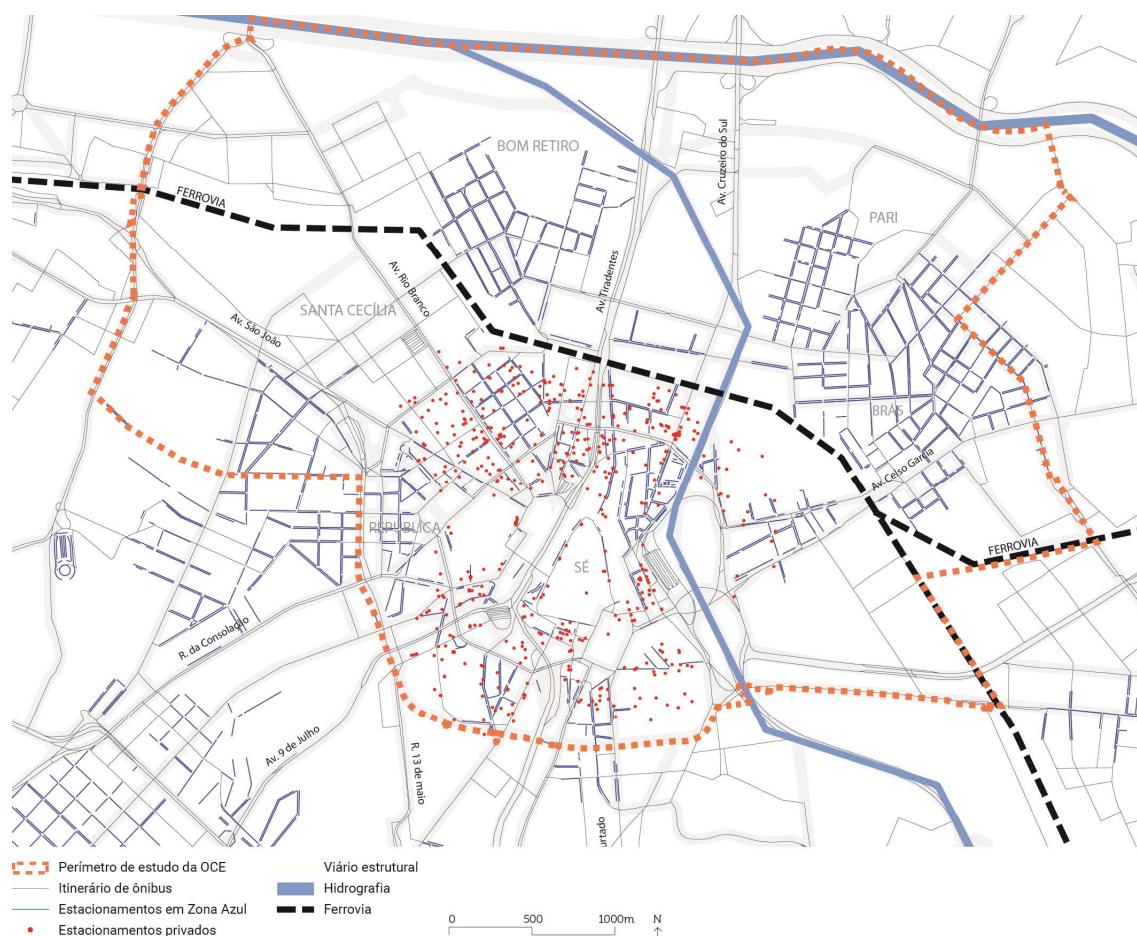 BOM RETIRO
Av. Cruzeiro do Sul
FERROVIA
PARI
Av. Rio Branco
Av. Tiradentes
SANTA CECÍLIA
Av. São João
BRÁS
Av. Celso Garcia
REPÚBLICA
FERROVIA
SÉ
R. da Consolação
Av. 9 de Julho
R. 13 de maio
urtado
Perímetro de estudo da OCE
Itinerário de ônibus
Estacionamentos em Zona Azul
Estacionamentos privados
Viário estrutural
Hidrografia
Ferrovia
0 500 1000m N